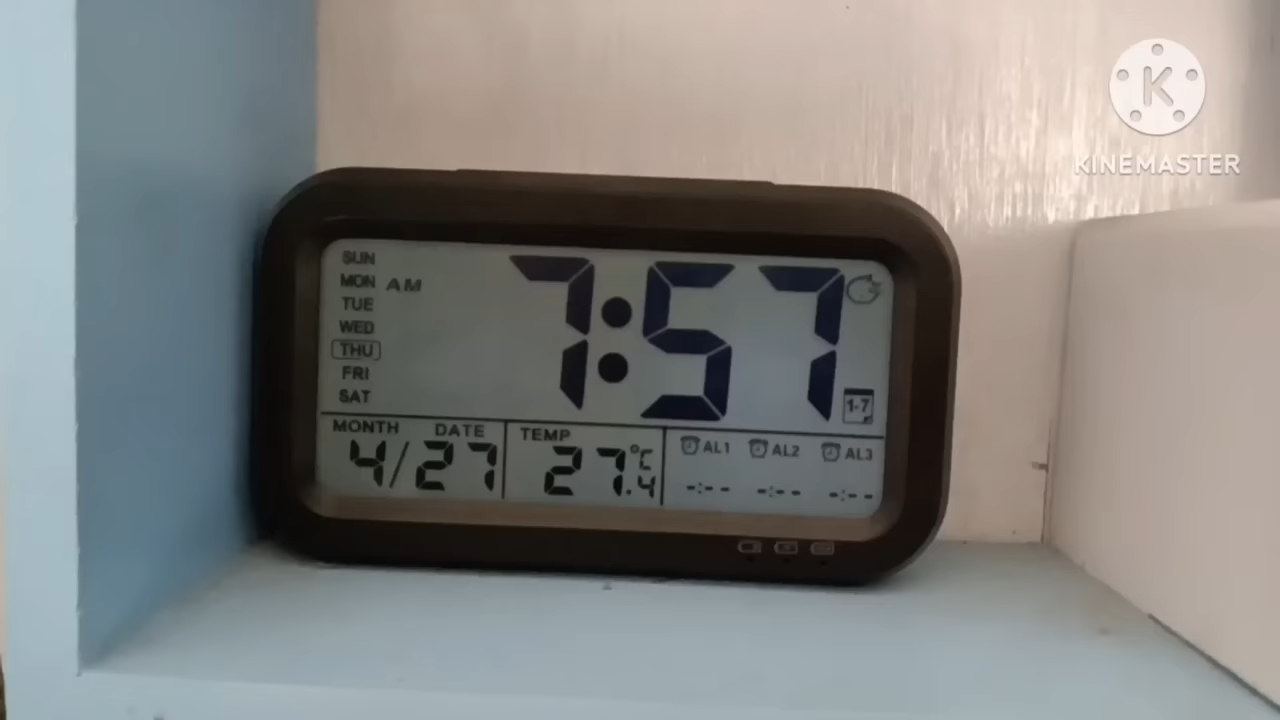 K
KINEMASTER
SUN
MON AM
TUE
WED
THU
FRI
SAT
7:57
1-7
MONTH DATE
4/27
TEMP
27.4°C
AL1 AL2 AL3
-:-- -:-- -:--